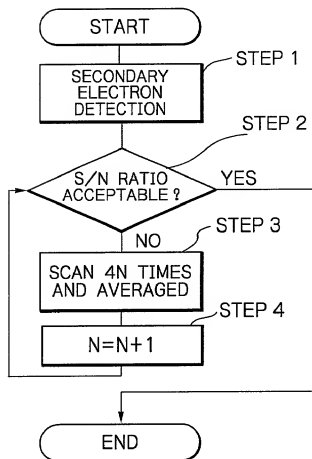 START
STEP 1
SECONDARY
ELECTRON
DETECTION
STEP 2
S/N RATIO
ACCEPTABLE?
YES
NO
STEP 3
SCAN 4N TIMES
AND AVERAGED
STEP 4
N=N+1
END